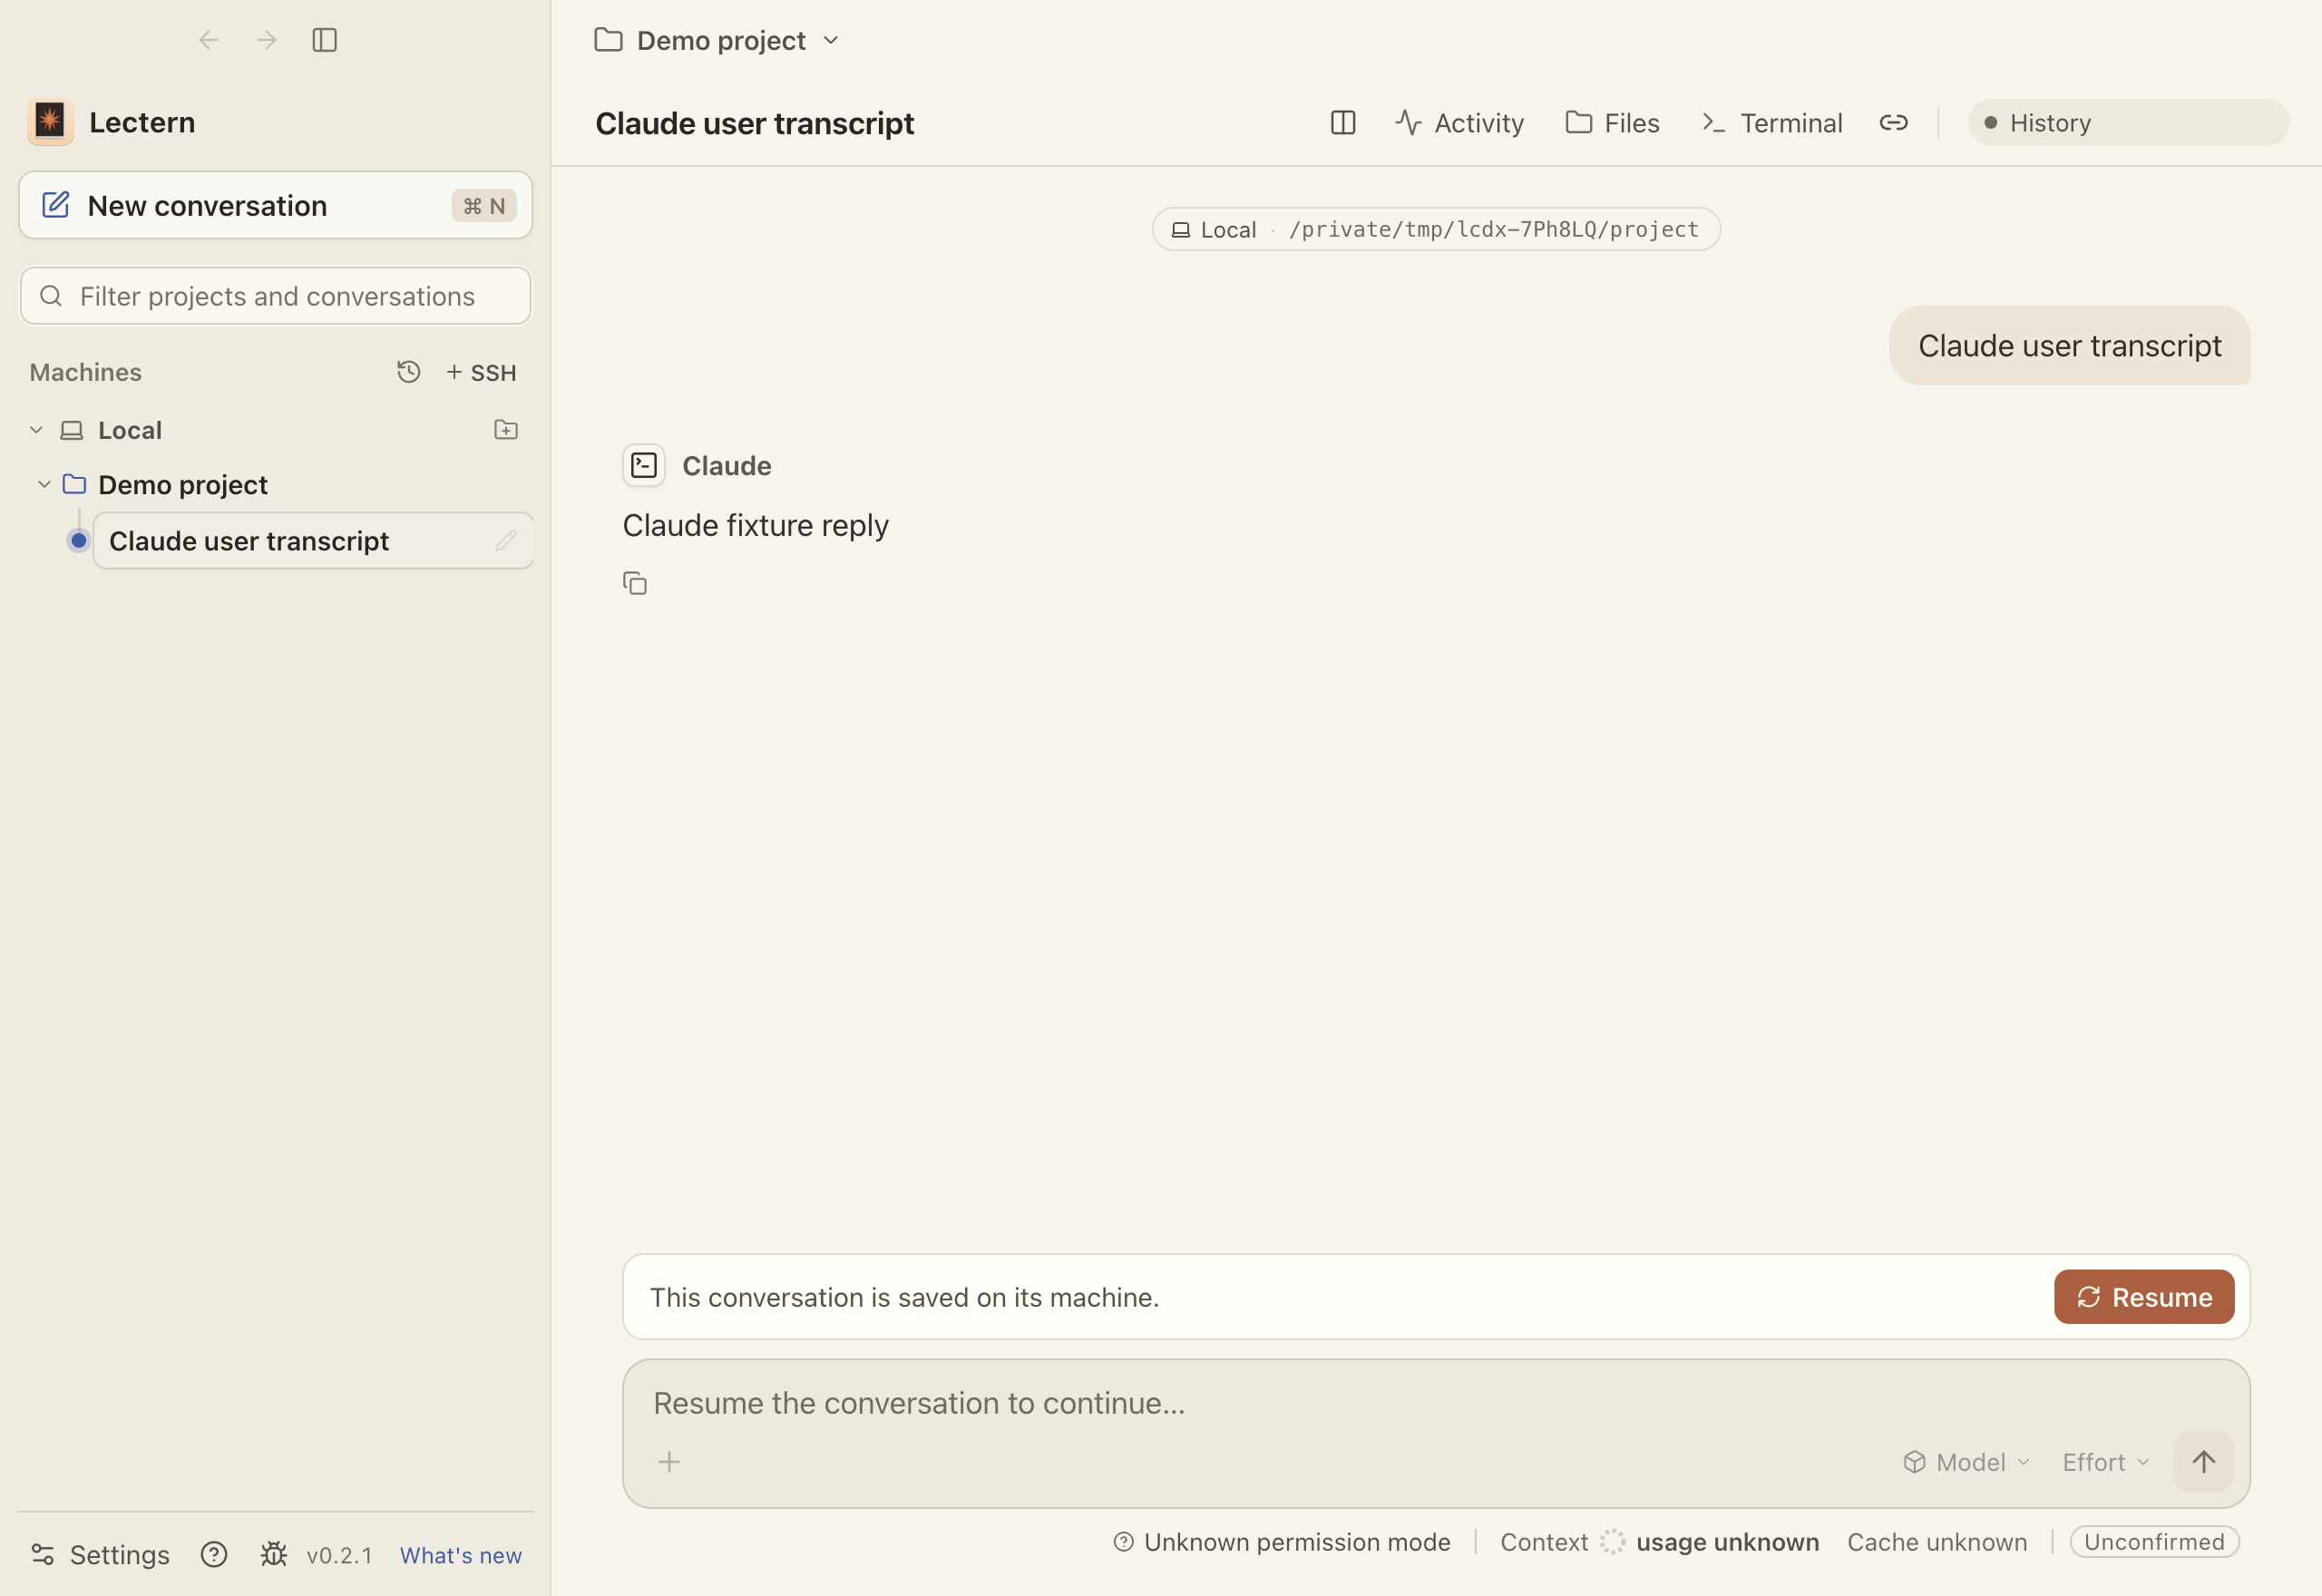 Lectern
New conversation ⌘ N
Filter projects and conversations
Machines + SSH
Local
Demo project
Claude user transcript
Settings v0.2.1 What's new
Demo project
Claude user transcript Activity Files Terminal History
Local · /private/tmp/lcdx-7Ph8LQ/project
Claude user transcript
Claude
Claude fixture reply
This conversation is saved on its machine. Resume
Resume the conversation to continue...
Model Effort
Unknown permission mode Context usage unknown Cache unknown Unconfirmed